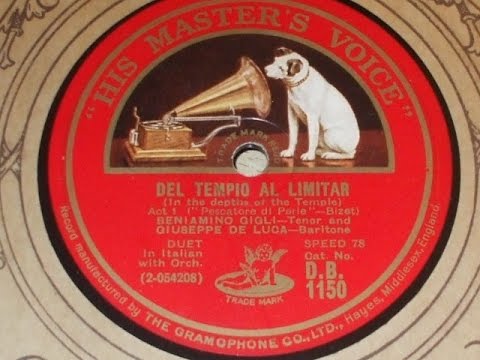 "HIS MASTER'S VOICE"
TRADE MARK
DEL TEMPIO AL LIMITAR
(In the depths of the Temple)
Act 1 ("Pescatore di Perle"—Bizet)
BENIAMINO GIGLI—Tenor and
GIUSEPPE DE LUCA—Baritone
DUET
In Italian
with Orch.
(2-054208)
SPEED 78
Cat. No.
D.B.
1150
TRADE MARK
Record manufactured by THE GRAMOPHONE CO., LTD., Hayes, Middlesex, England.